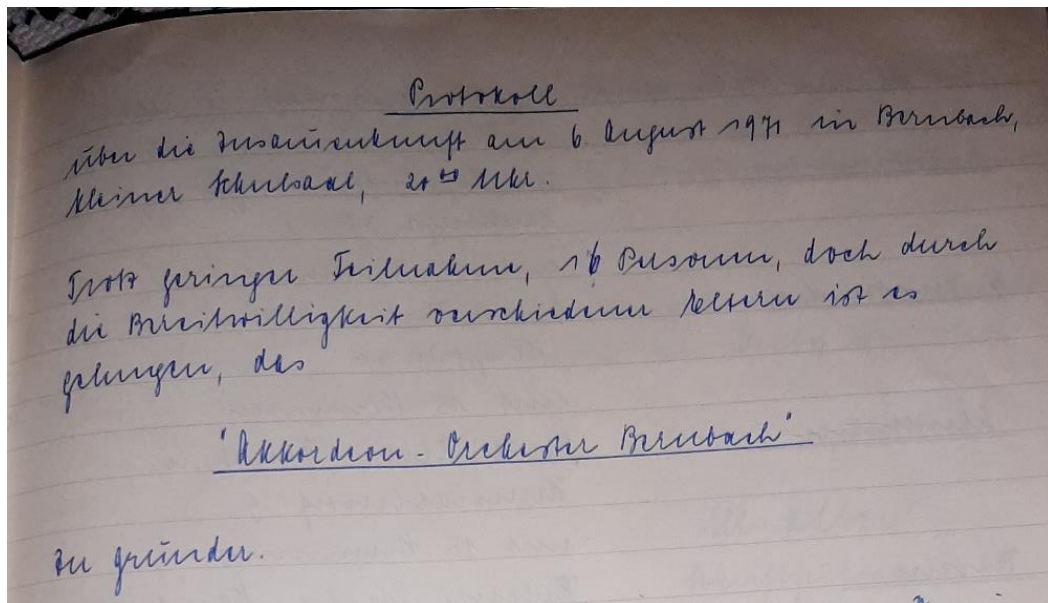 Protokoll
über die Zusammenkunft am 6. August 1971 in Bernbach,
kleiner Schulsaal, 20°° Uhr.
Trotz geringer Teilnahme, 16 Personen, doch durch
die Bereitwilligkeit verschiedener Eltern ist es
gelungen, das
"Akkordeon-Orchester Bernbach"
zu gründen.